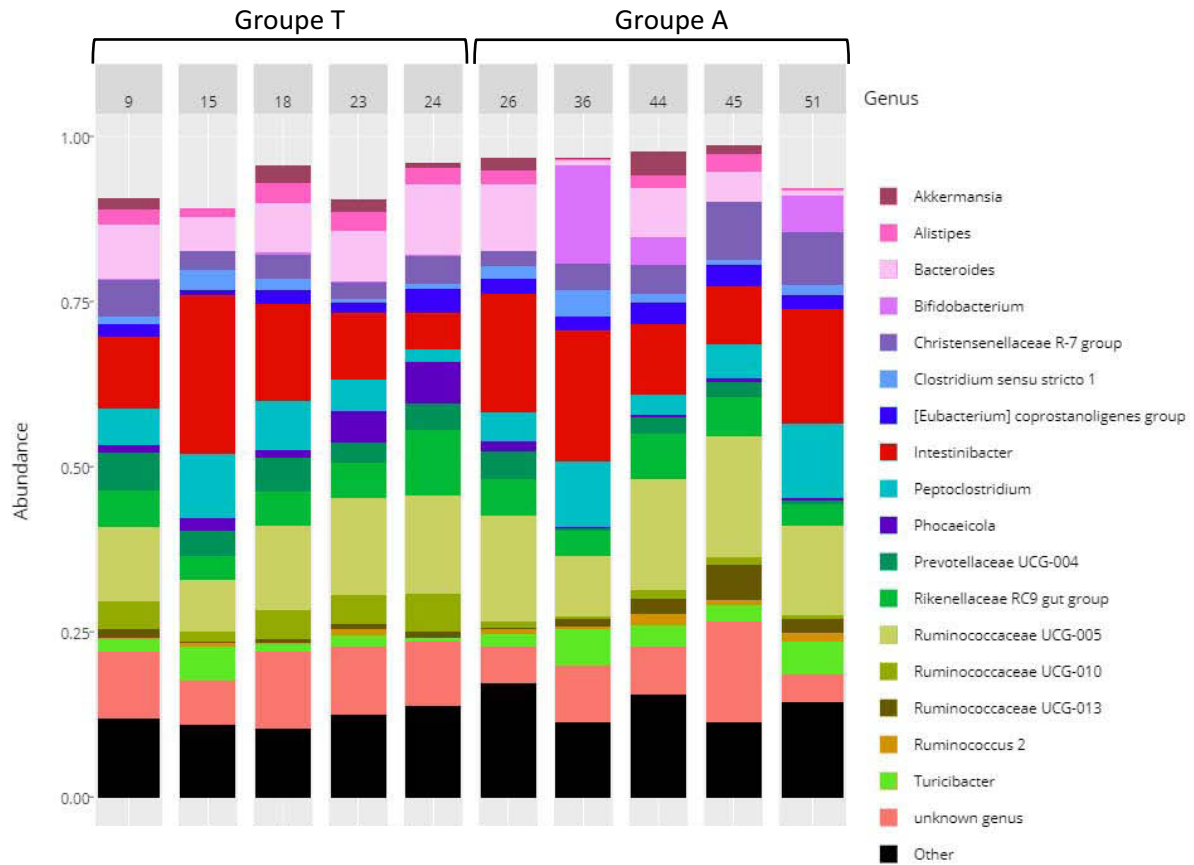 Groupe T Groupe A
9 15 18 23 24 26 36 44 45 51 Genus
1.00
0.75
0.50
0.25
0.00
Abundance
Akkermansia
Alistipes
Bacteroides
Bifidobacterium
Christensenellaceae R-7 group
Clostridium sensu stricto 1
[Eubacterium] coprostanoligenes group
Intestinibacter
Peptoclostridium
Phocaeicola
Prevotellaceae UCG-004
Rikenellaceae RC9 gut group
Ruminococcaceae UCG-005
Ruminococcaceae UCG-010
Ruminococcaceae UCG-013
Ruminococcus 2
Turicibacter
unknown genus
Other